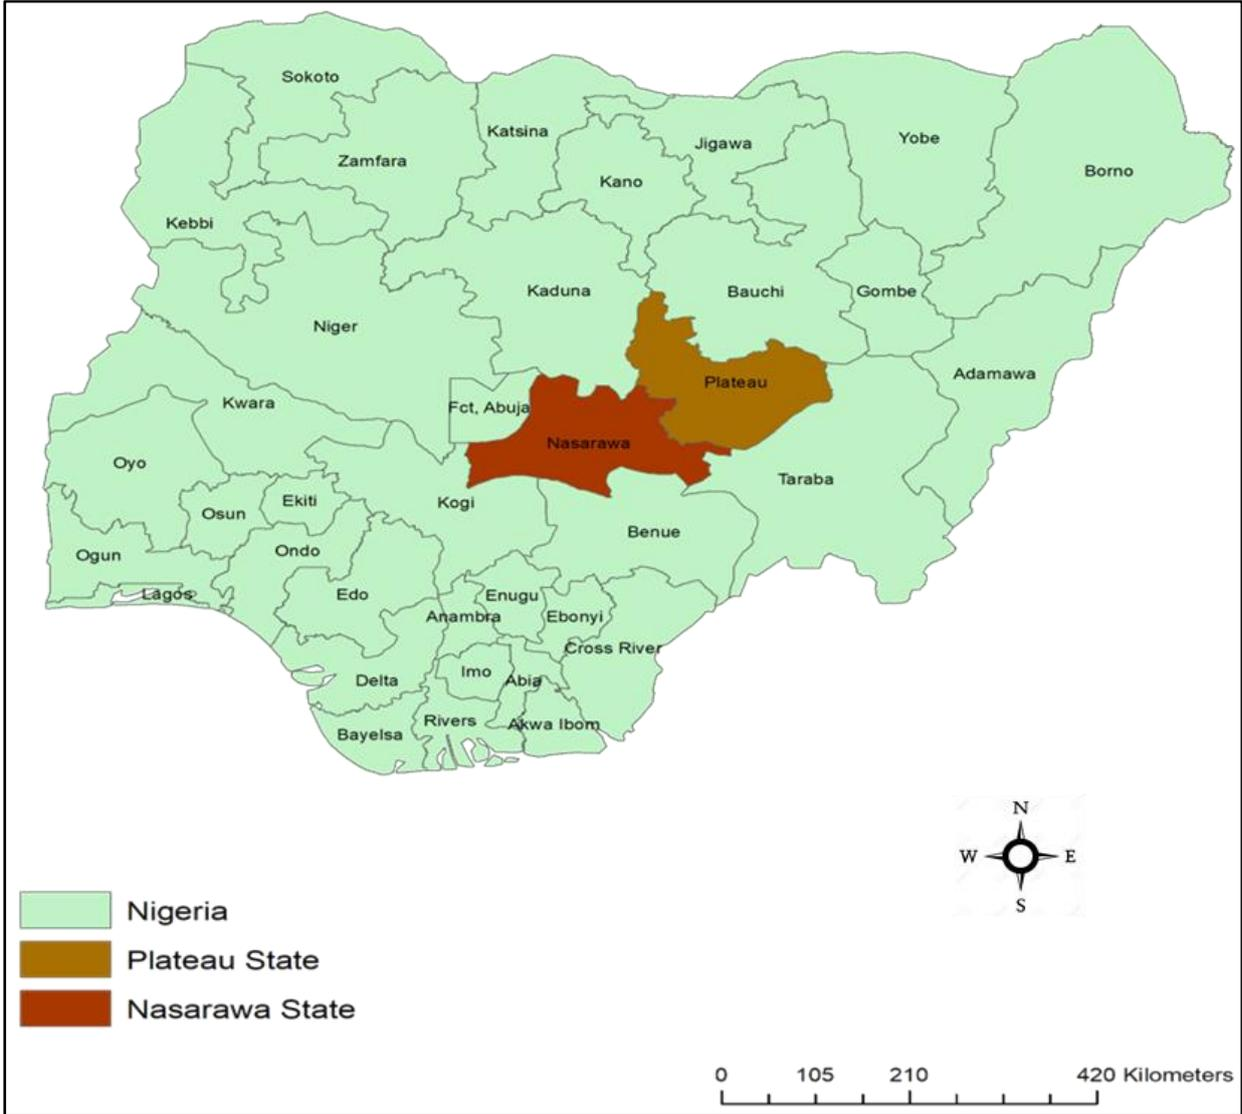 Sokoto
Katsina
Jigawa
Yobe
Zamfara
Kano
Borno
Kebbi
Kaduna
Bauchi
Gombe
Niger
Adamawa
Plateau
Kwara
Fct, Abuja
Nasarawa
Oyo
Taraba
Ekiti
Kogi
Osun
Benue
Ondo
Ogun
Lagos
Edo
Enugu
Anambra
Ebonyi
Cross River
Imo
Abia
Delta
Rivers
Akwa Ibom
Bayelsa
N
W E
S
Nigeria
Plateau State
Nasarawa State
0 105 210 420 Kilometers